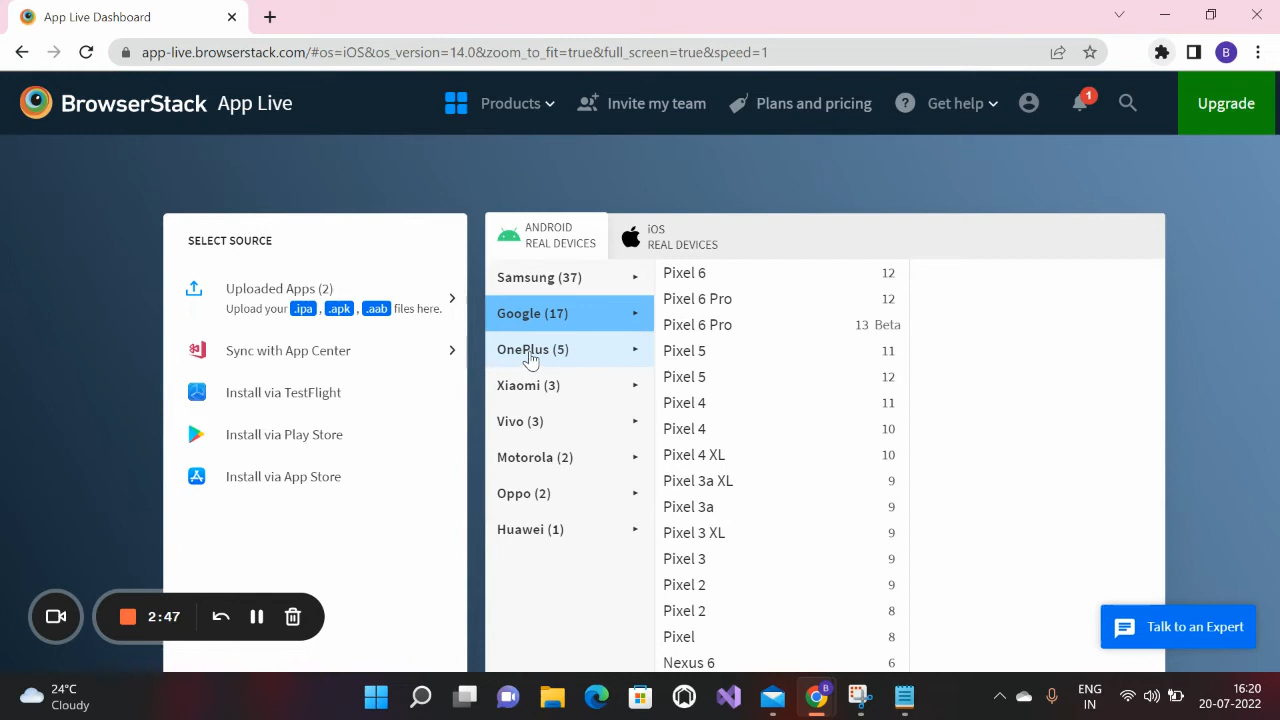 App Live Dashboard
app-live.browserstack.com/#os=iOS&os_version=14.0&zoom_to_fit=true&full_screen=true&speed=1
B
BrowserStack App Live
Products
Invite my team
Plans and pricing
? Get help
1
Upgrade
SELECT SOURCE
Uploaded Apps (2)
Upload your .ipa , .apk , .aab files here.
Sync with App Center
Install via TestFlight
Install via Play Store
Install via App Store
ANDROID
REAL DEVICES
iOS
REAL DEVICES
Samsung (37)
Google (17)
OnePlus (5)
Xiaomi (3)
Vivo (3)
Motorola (2)
Oppo (2)
Huawei (1)
Pixel 6 12
Pixel 6 Pro 12
Pixel 6 Pro 13 Beta
Pixel 5 11
Pixel 5 12
Pixel 4 11
Pixel 4 10
Pixel 4 XL 10
Pixel 3a XL 9
Pixel 3a 9
Pixel 3 XL 9
Pixel 3 9
Pixel 2 9
Pixel 2 8
Pixel 8
Nexus 6 6
2:47
Talk to an Expert
24°C
Cloudy
B
ENG
IN
16:20
20-07-2022